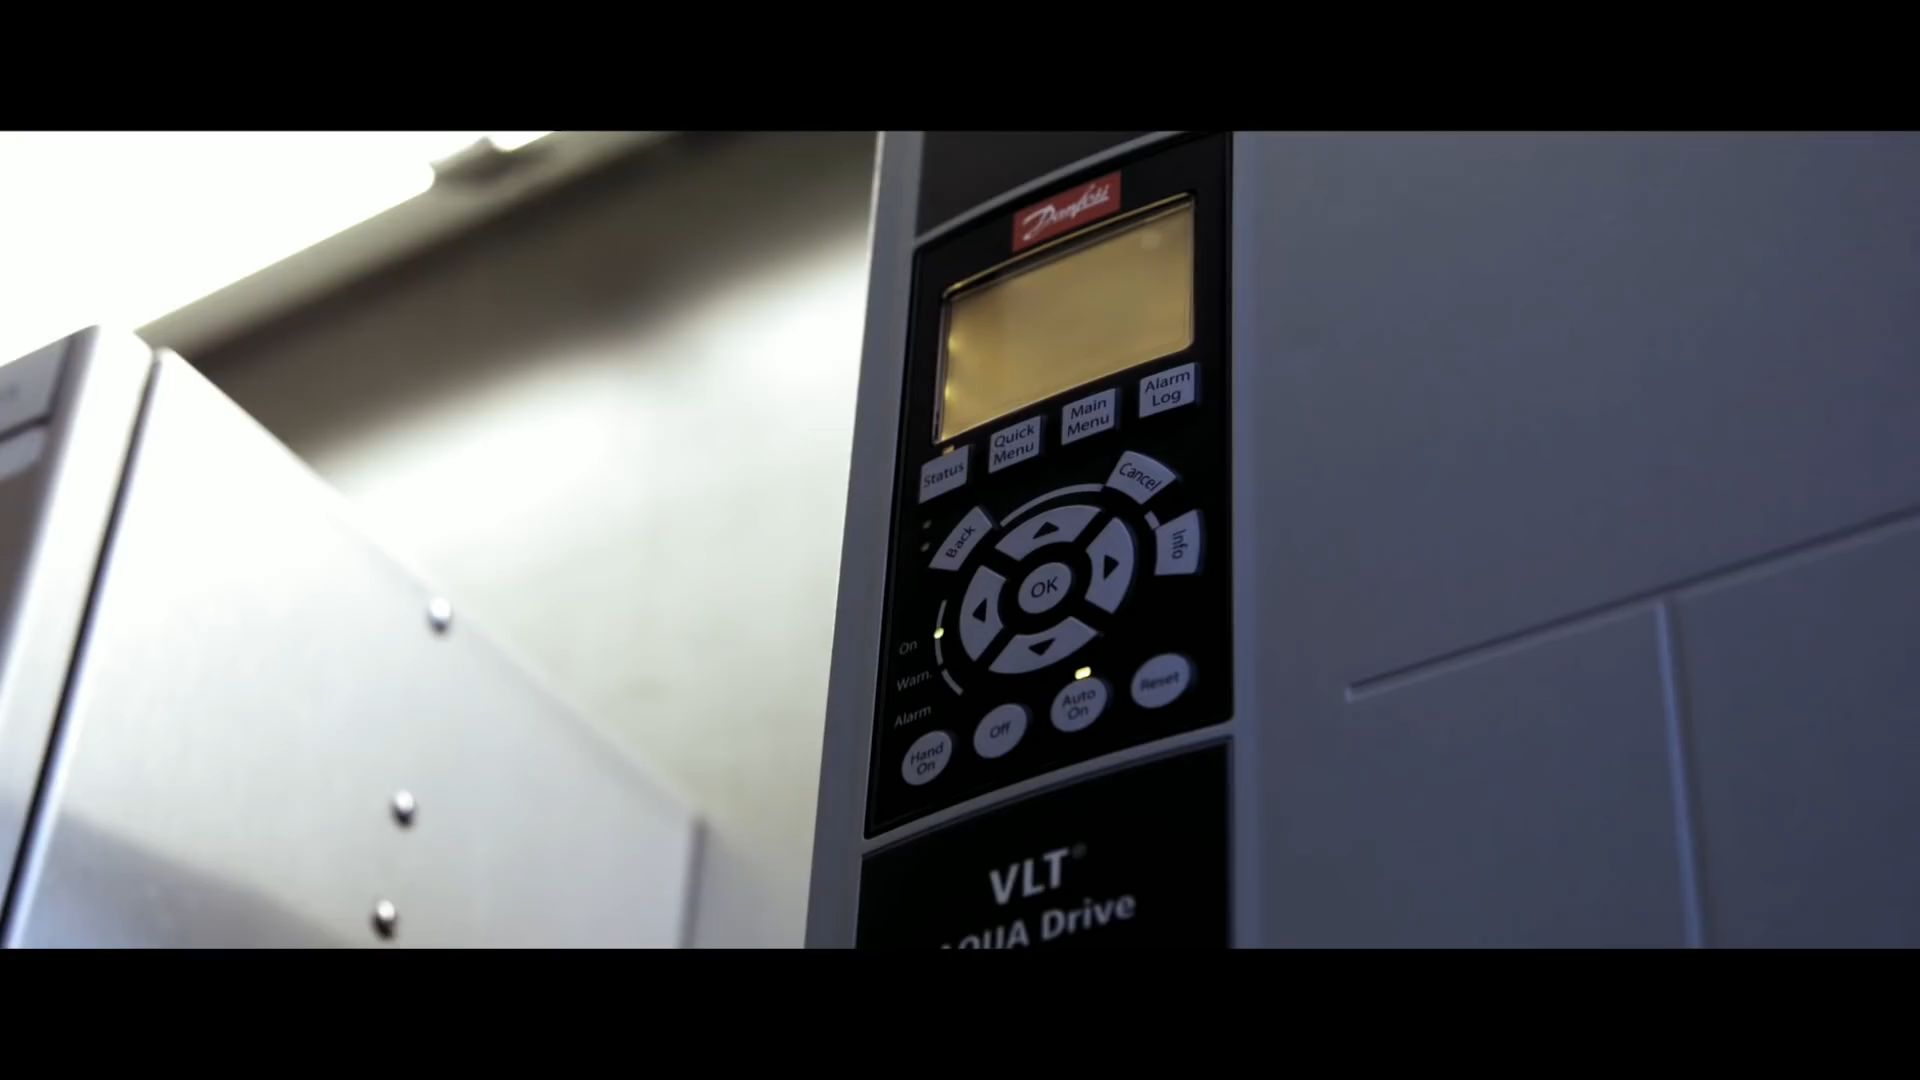 Danfoss
Alarm
Log
Main
Menu
Quick
Menu
Status
Cancel
Back
Info
OK
On
Warn.
Alarm
Hand
On
Off
Auto
On
Reset
VLT®
AQUA Drive